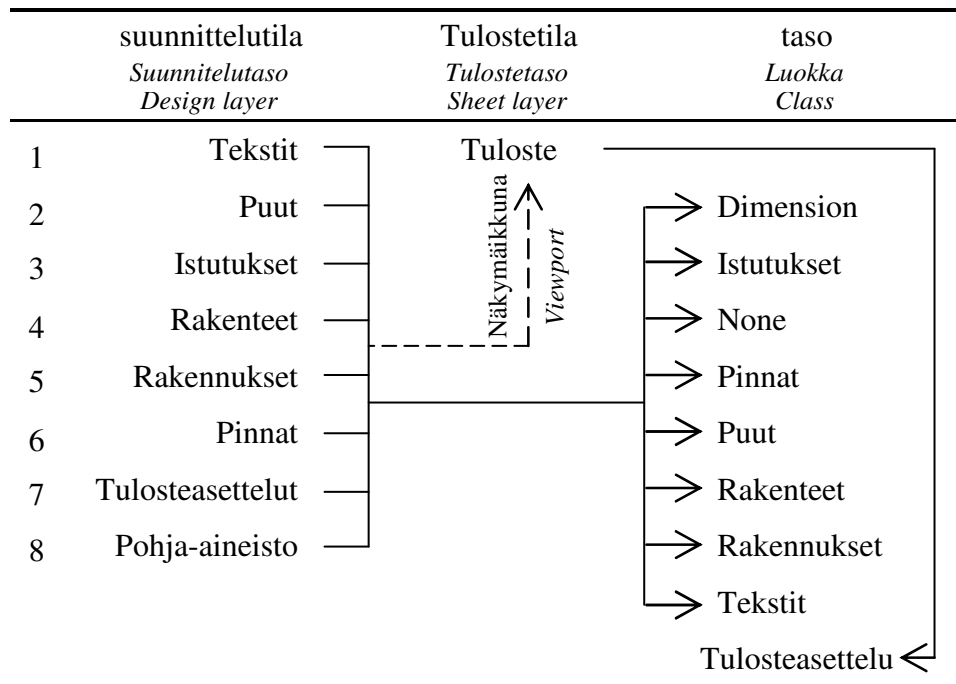 suunnittelutila Tulostetila taso
Suunnitelutaso Tulostetaso Luokka
Design layer Sheet layer Class
1 Tekstit Tuloste
2 Puut Dimension
3 Istutukset Istutukset
4 Rakenteet None
Näkymäikkuna
Viewport
5 Rakennukset Pinnat
6 Pinnat Puut
7 Tulosteasettelut Rakenteet
8 Pohja-aineisto Rakennukset
Tekstit
Tulosteasettelu